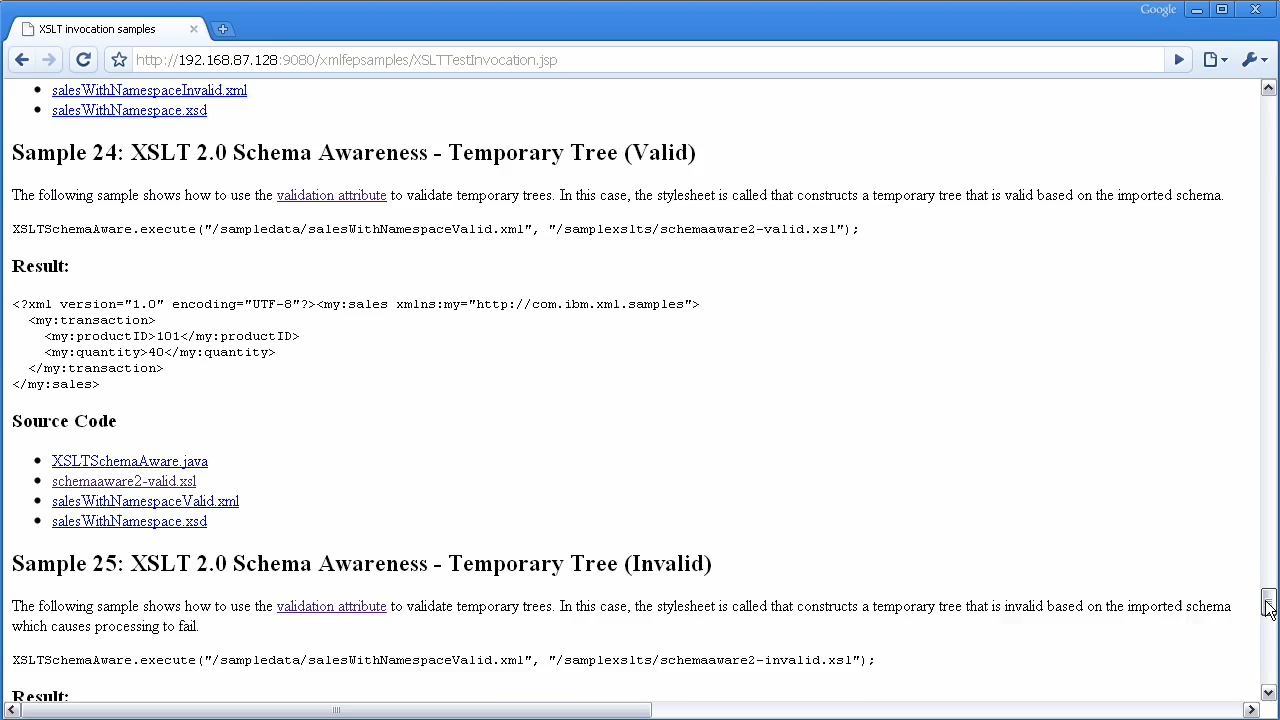 Google
XSLT invocation samples
http://192.168.87.128:9080/xmlfepsamples/XSLTTestInvocation.jsp
salesWithNamespaceInvalid.xml
salesWithNamespace.xsd
Sample 24: XSLT 2.0 Schema Awareness - Temporary Tree (Valid)
The following sample shows how to use the validation attribute to validate temporary trees. In this case, the stylesheet is called that constructs a temporary tree that is valid based on the imported schema.
XSLTSchemaAware.execute("/sampledata/salesWithNamespaceValid.xml", "/samplexslts/schemaaware2-valid.xsl");
Result:
<?xml version="1.0" encoding="UTF-8"?><my:sales xmlns:my="http://com.ibm.xml.samples">
<my:transaction>
<my:productID>101</my:productID>
<my:quantity>40</my:quantity>
</my:transaction>
</my:sales>
Source Code
XSLTSchemaAware.java
schemaaware2-valid.xsl
salesWithNamespaceValid.xml
salesWithNamespace.xsd
Sample 25: XSLT 2.0 Schema Awareness - Temporary Tree (Invalid)
The following sample shows how to use the validation attribute to validate temporary trees. In this case, the stylesheet is called that constructs a temporary tree that is invalid based on the imported schema
which causes processing to fail.
XSLTSchemaAware.execute("/sampledata/salesWithNamespaceValid.xml", "/samplexslts/schemaaware2-invalid.xsl");
Result: